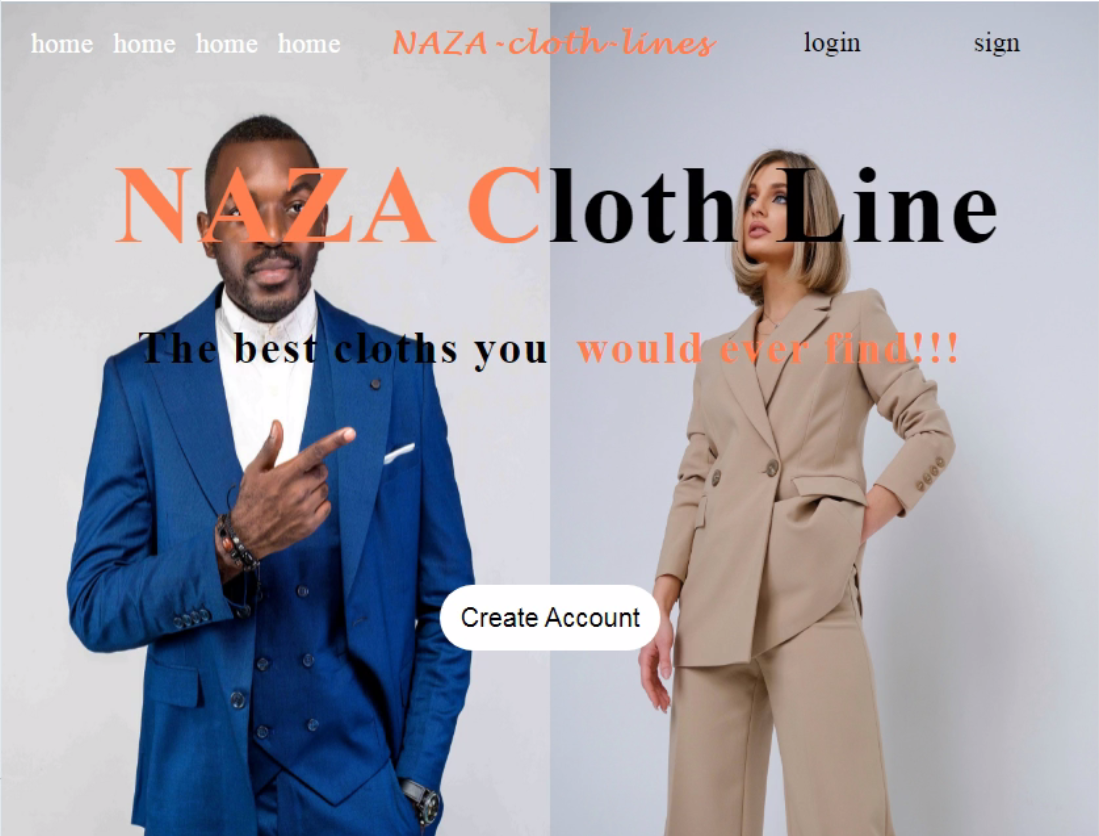 home home home home NAZA-cloth-lines login sign
NAZA Cloth Line
The best cloths you would ever find!!!
Create Account